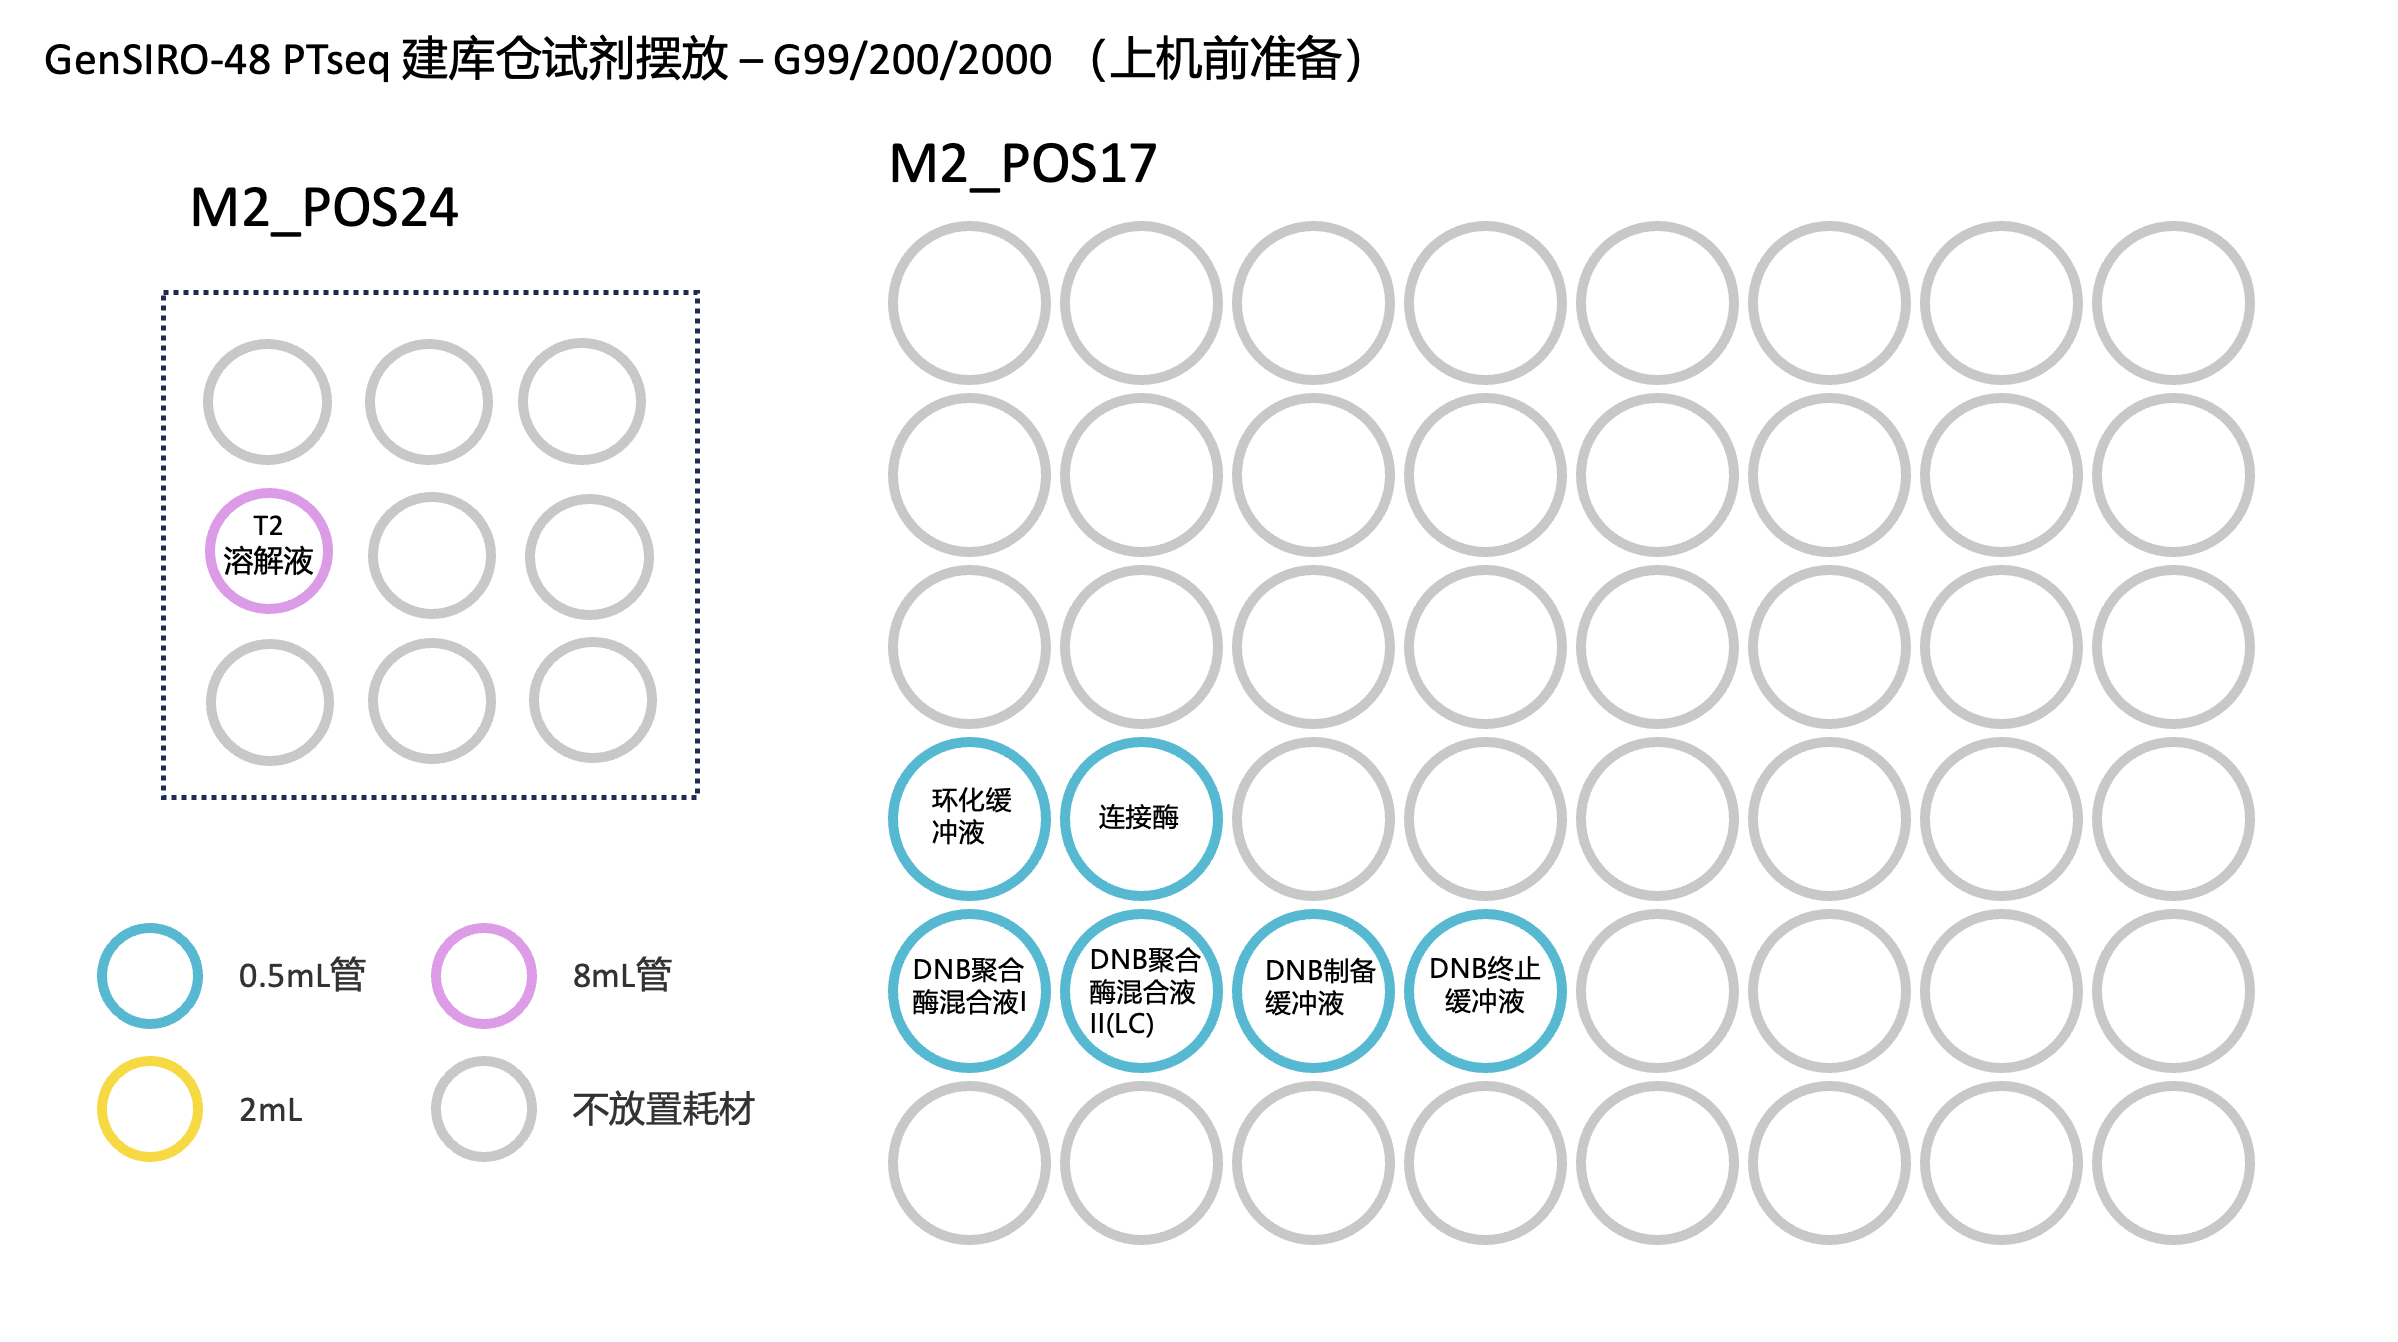 GenSIRO-48 PTseq 建库仓试剂摆放 – G99/200/2000 （上机前准备）
M2_POS24
T2
溶解液
0.5mL管
8mL管
2mL
不放置耗材
M2_POS17
环化缓
冲液
连接酶
DNB聚合
酶混合液I
DNB聚合
酶混合液
II(LC)
DNB制备
缓冲液
DNB终止
缓冲液